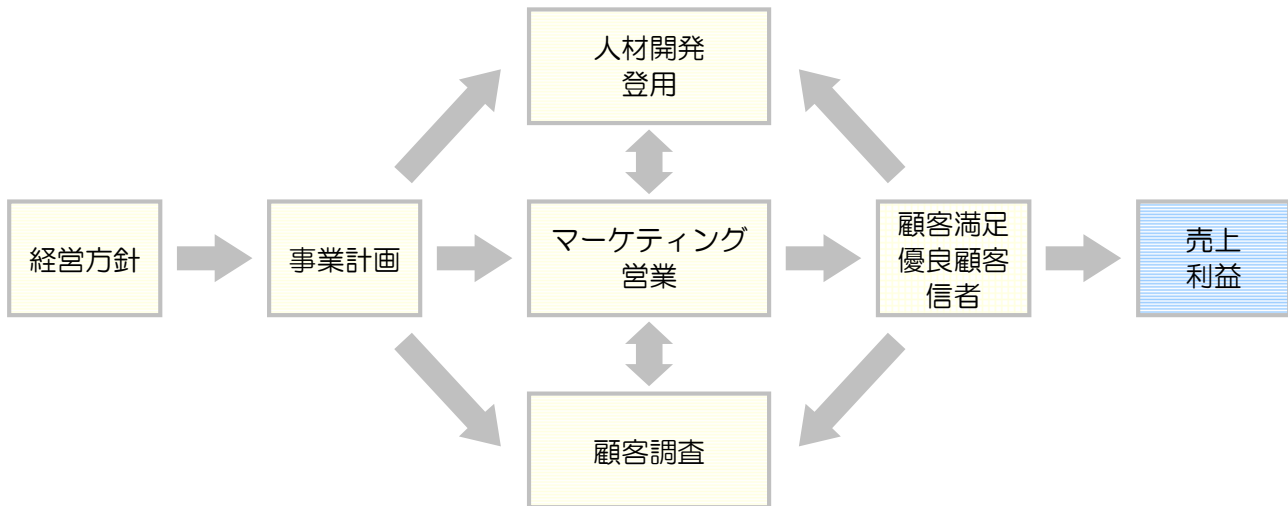 人材開発
登用
経営方針
事業計画
マーケティング
営業
顧客満足
優良顧客
信者
売上
利益
顧客調査